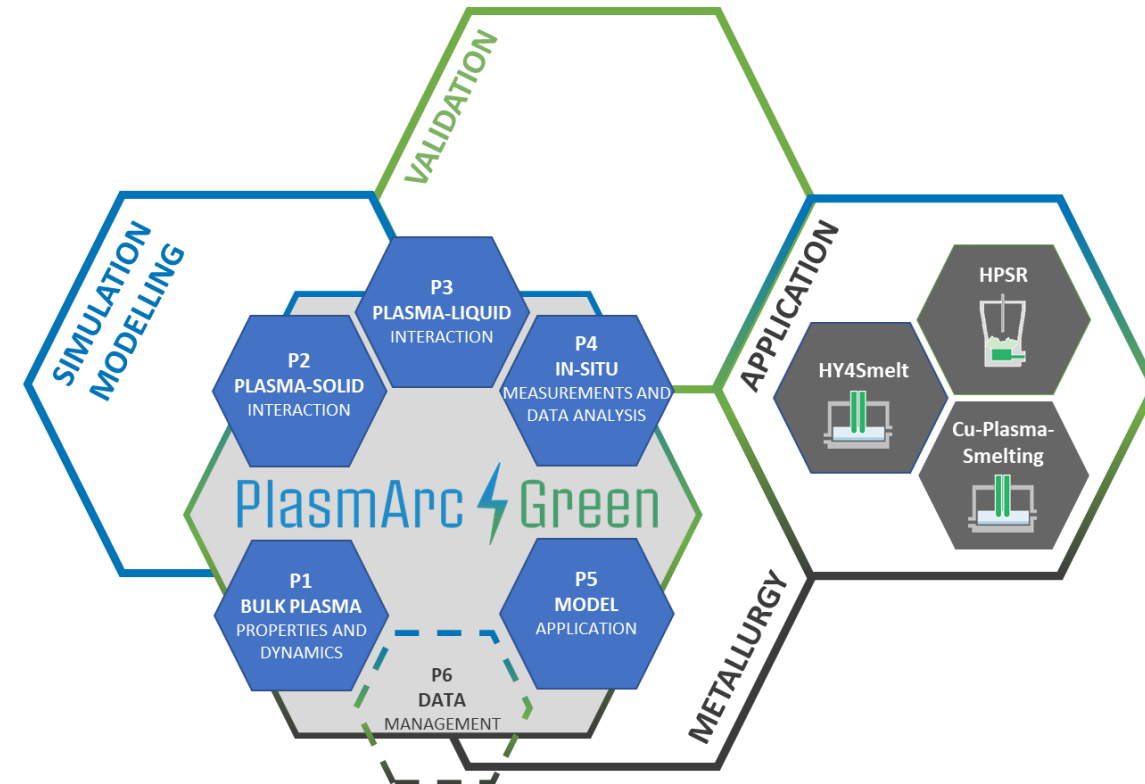 VALIDATION
SIMULATION
MODELLING
APPLICATION
METALLURGY
P3
PLASMA-LIQUID
INTERACTION
P2
PLASMA-SOLID
INTERACTION
P4
IN-SITU
MEASUREMENTS AND
DATA ANALYSIS
PlasmArc Green
P1
BULK PLASMA
PROPERTIES AND
DYNAMICS
P5
MODEL
APPLICATION
P6
DATA
MANAGEMENT
HPSR
HY4Smelt
Cu-Plasma-
Smelting